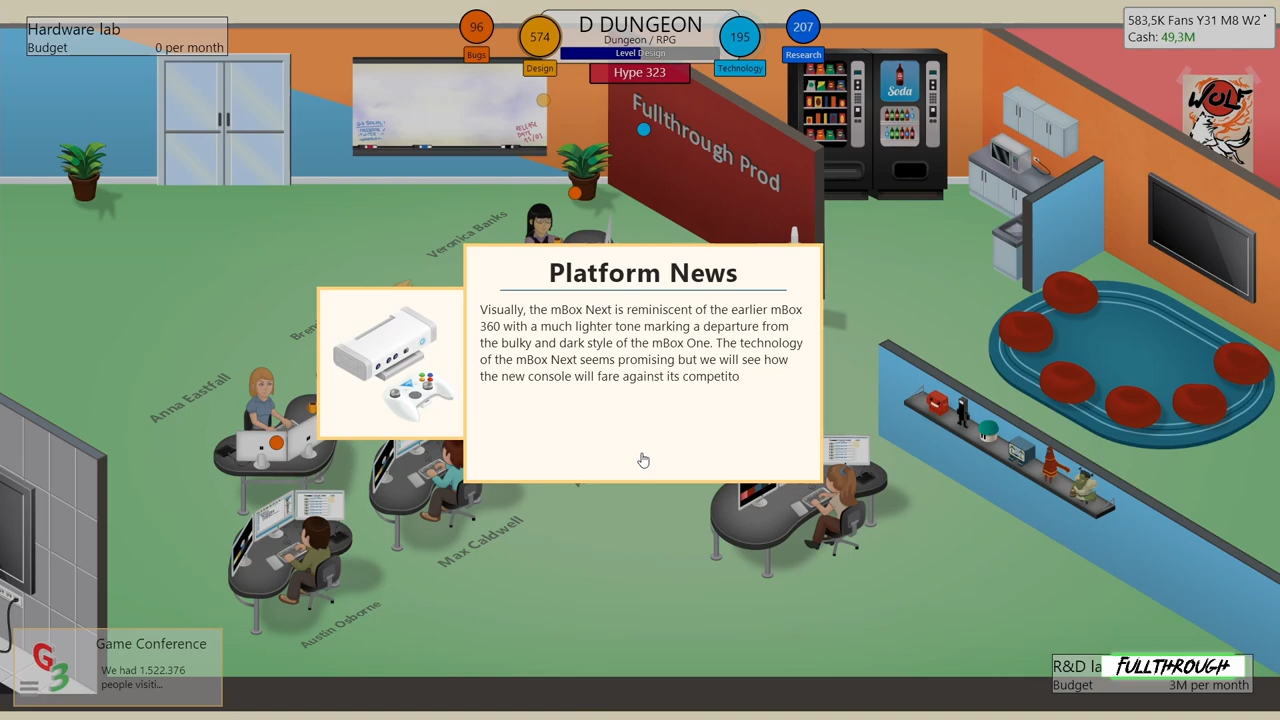 Hardware lab
Budget 0 per month
96
Bugs
574
Design
D DUNGEON
Dungeon / RPG
Level Design
Hype 323
195
Technology
207
Research
583,5K Fans Y31 M8 W2
Cash: 49,3M
Soda
WOLF
RELEASE
DATE
Fullthrough Prod
Veronica Banks
Anna Eastfall
Max Caldwell
Austin Osborne
Platform News
Visually, the mBox Next is reminiscent of the earlier mBox
360 with a much lighter tone marking a departure from
the bulky and dark style of the mBox One. The technology
of the mBox Next seems promising but we will see how
the new console will fare against its competito
G3
Game Conference
We had 1.522.376
people visiti...
R&D la
FULLTHROUGH
Budget 3M per month